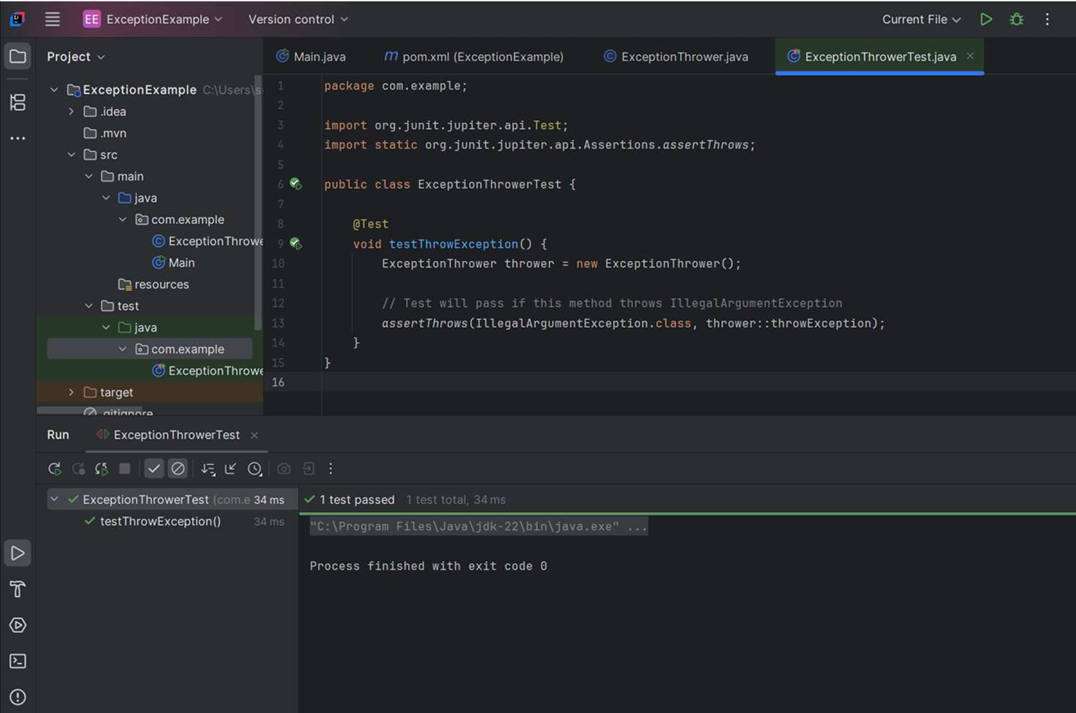 EE ExceptionExample Version control Current File
Project
Main.java
pom.xml (ExceptionExample)
ExceptionThrower.java
ExceptionThrowerTest.java
ExceptionExample C:\Users\s
.idea
.mvn
src
main
java
com.example
ExceptionThrowe
Main
resources
test
java
com.example
ExceptionThrowe
target
.gitignore
1 package com.example;
2
3 import org.junit.jupiter.api.Test;
4 import static org.junit.jupiter.api.Assertions.assertThrows;
5
6 public class ExceptionThrowerTest {
7
8 @Test
9 void testThrowException() {
10 ExceptionThrower thrower = new ExceptionThrower();
11
12 // Test will pass if this method throws IllegalArgumentException
13 assertThrows(IllegalArgumentException.class, thrower::throwException);
14 }
15 }
16
Run ExceptionThrowerTest
ExceptionThrowerTest (com.e 34 ms
testThrowException() 34 ms
1 test passed 1 test total, 34 ms
"C:\Program Files\Java\jdk-22\bin\java.exe" ...
Process finished with exit code 0